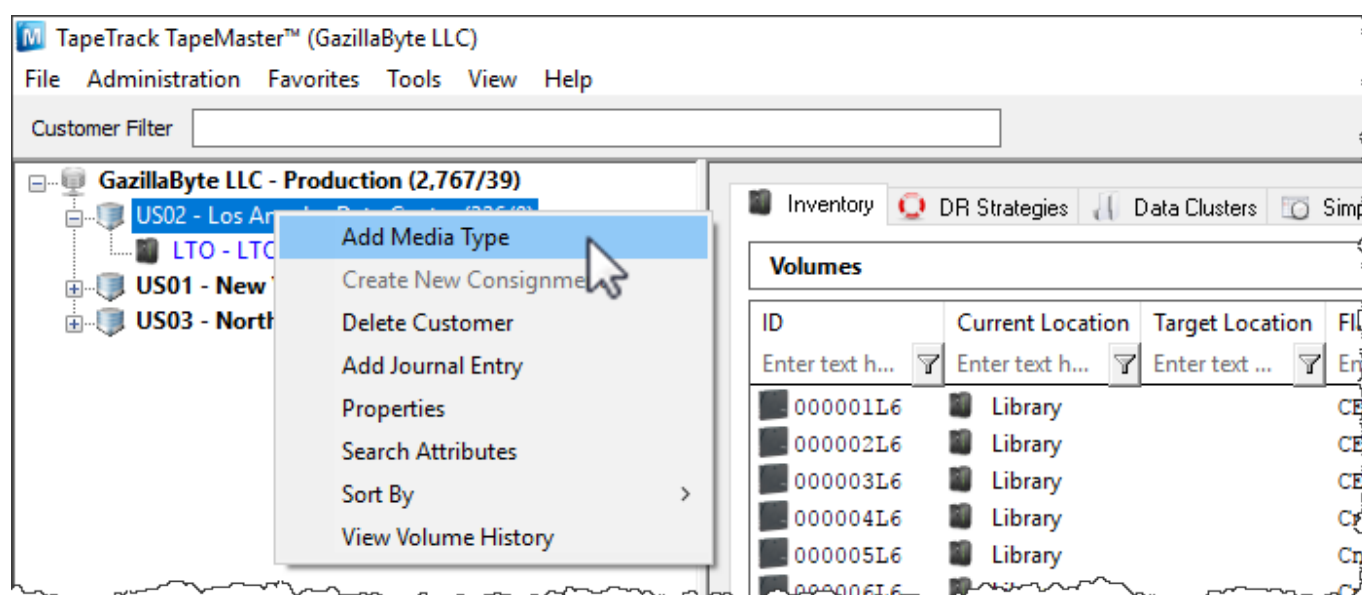 TapeTrack TapeMaster™ (GazillaByte LLC)
File Administration Favorites Tools View Help
Customer Filter
GazillaByte LLC - Production (2,767/39)
US02 - Los
LTO -
US01 - New
US03 - North
Add Media Type
Create New
Delete Customer
Add Journal Entry
Properties
Search Attributes
Sort By
View Volume History
Inventory DR Strategies Data Clusters
Volumes
ID Current Location Target Location
Enter text h... Enter text h... Enter text ...
000001L6 Library
000002L6 Library
000003L6 Library
000004L6 Library
000005L6 Library